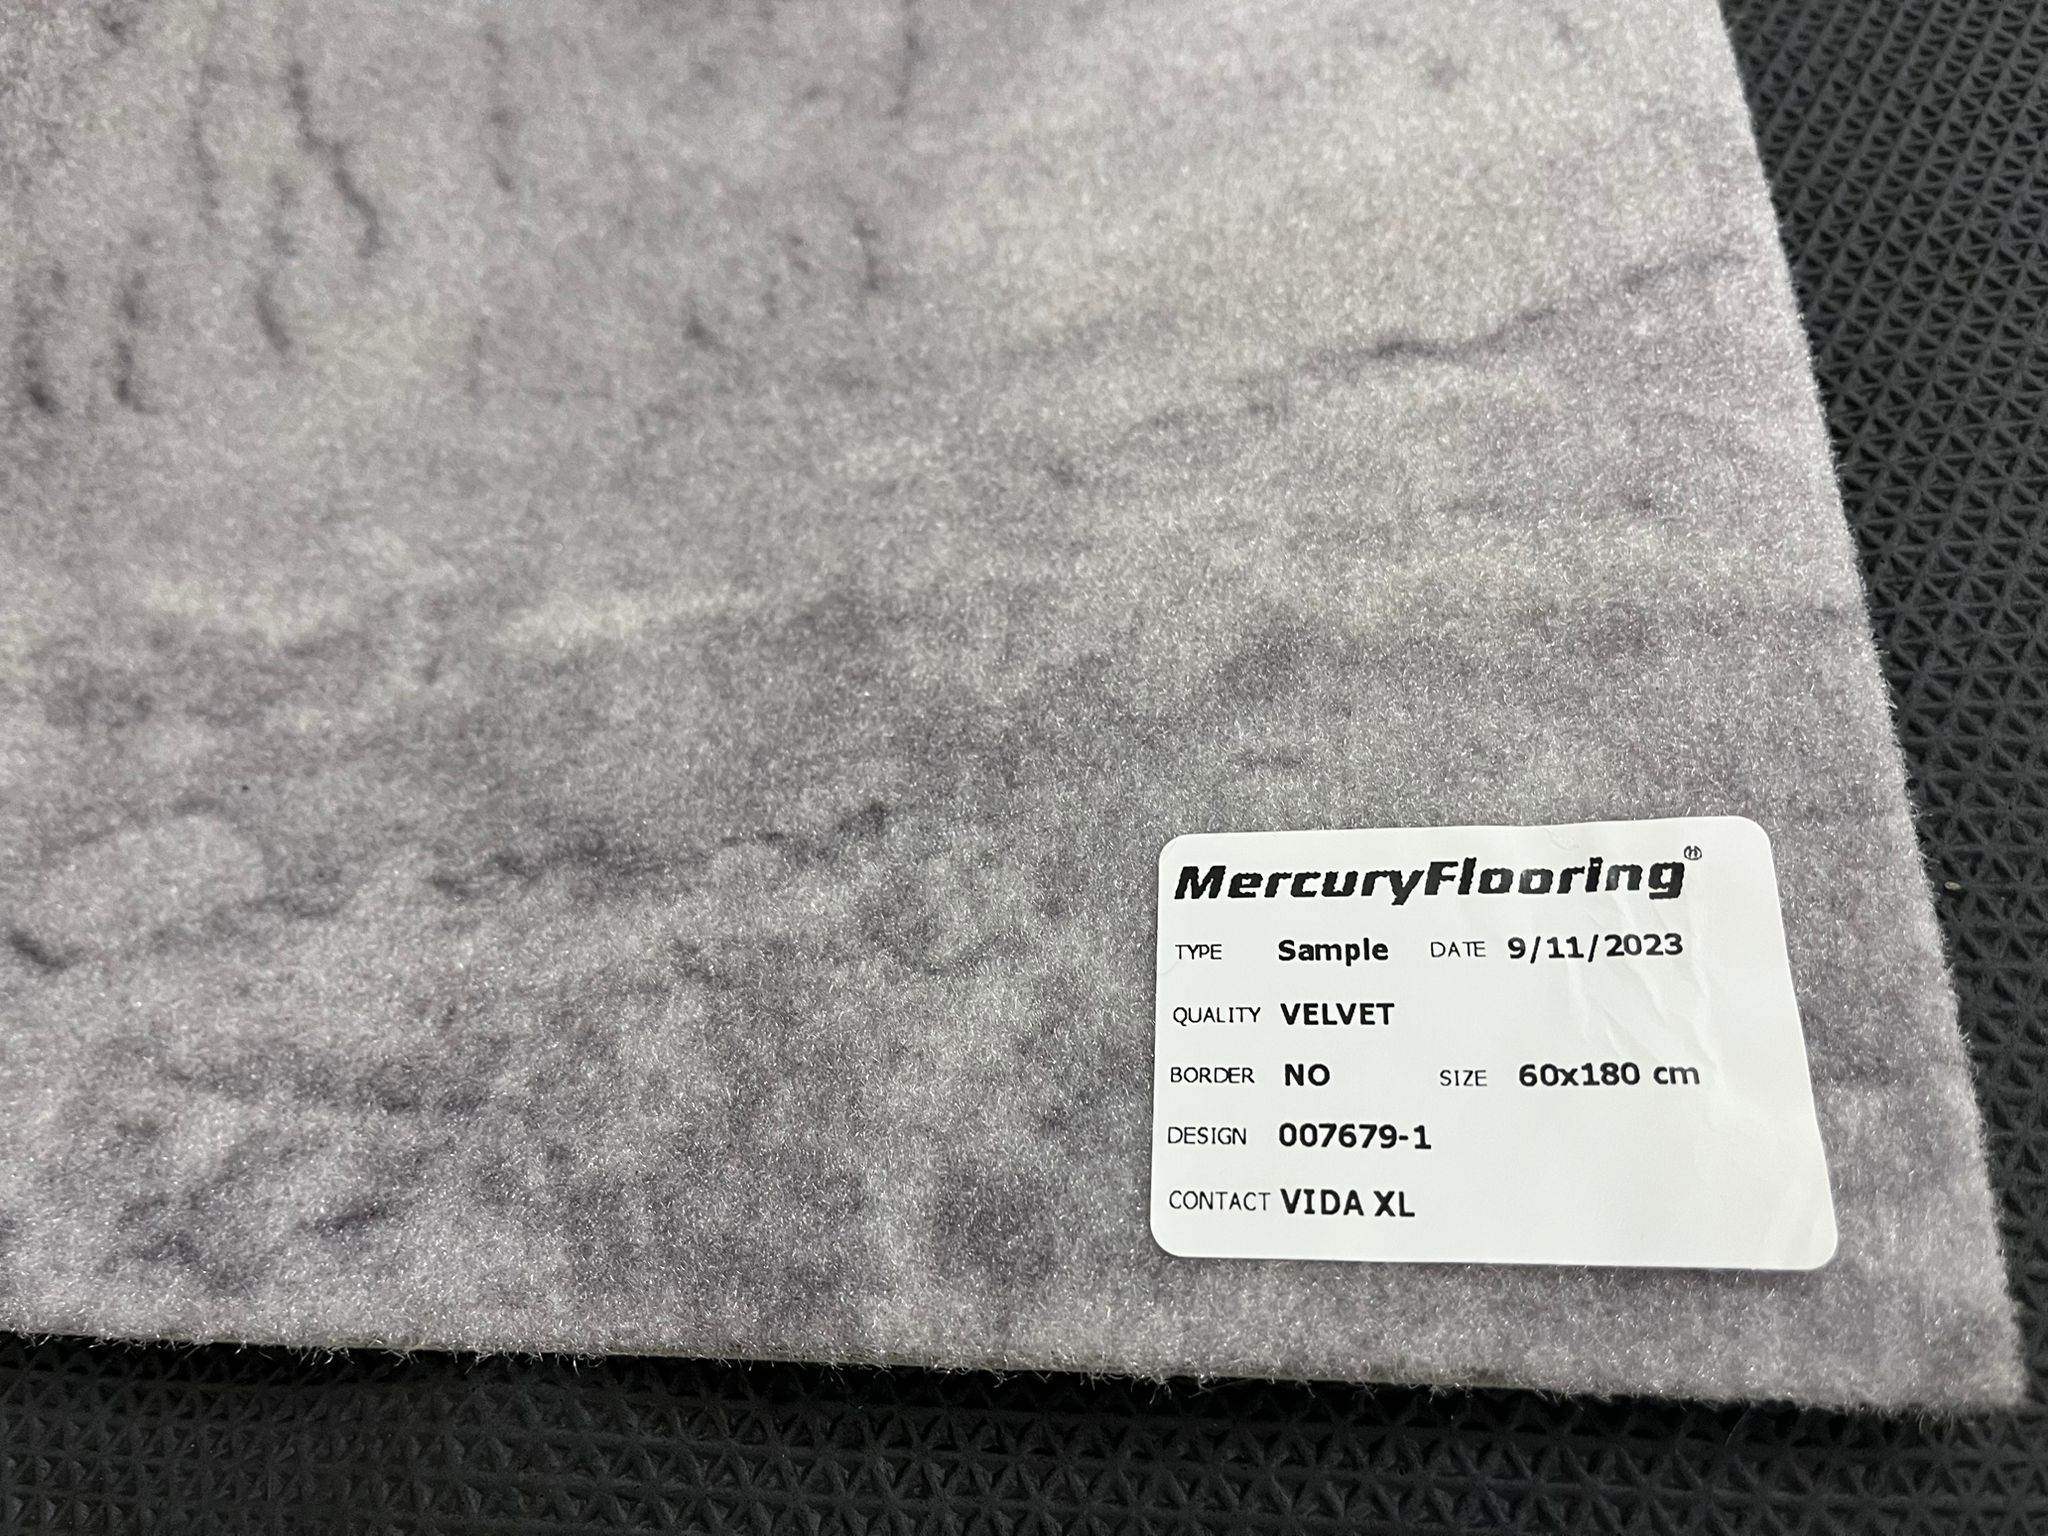 MercuryFlooring®
TYPE Sample DATE 9/11/2023
QUALITY VELVET
BORDER NO SIZE 60x180 cm
DESIGN 007679-1
CONTACT VIDA XL